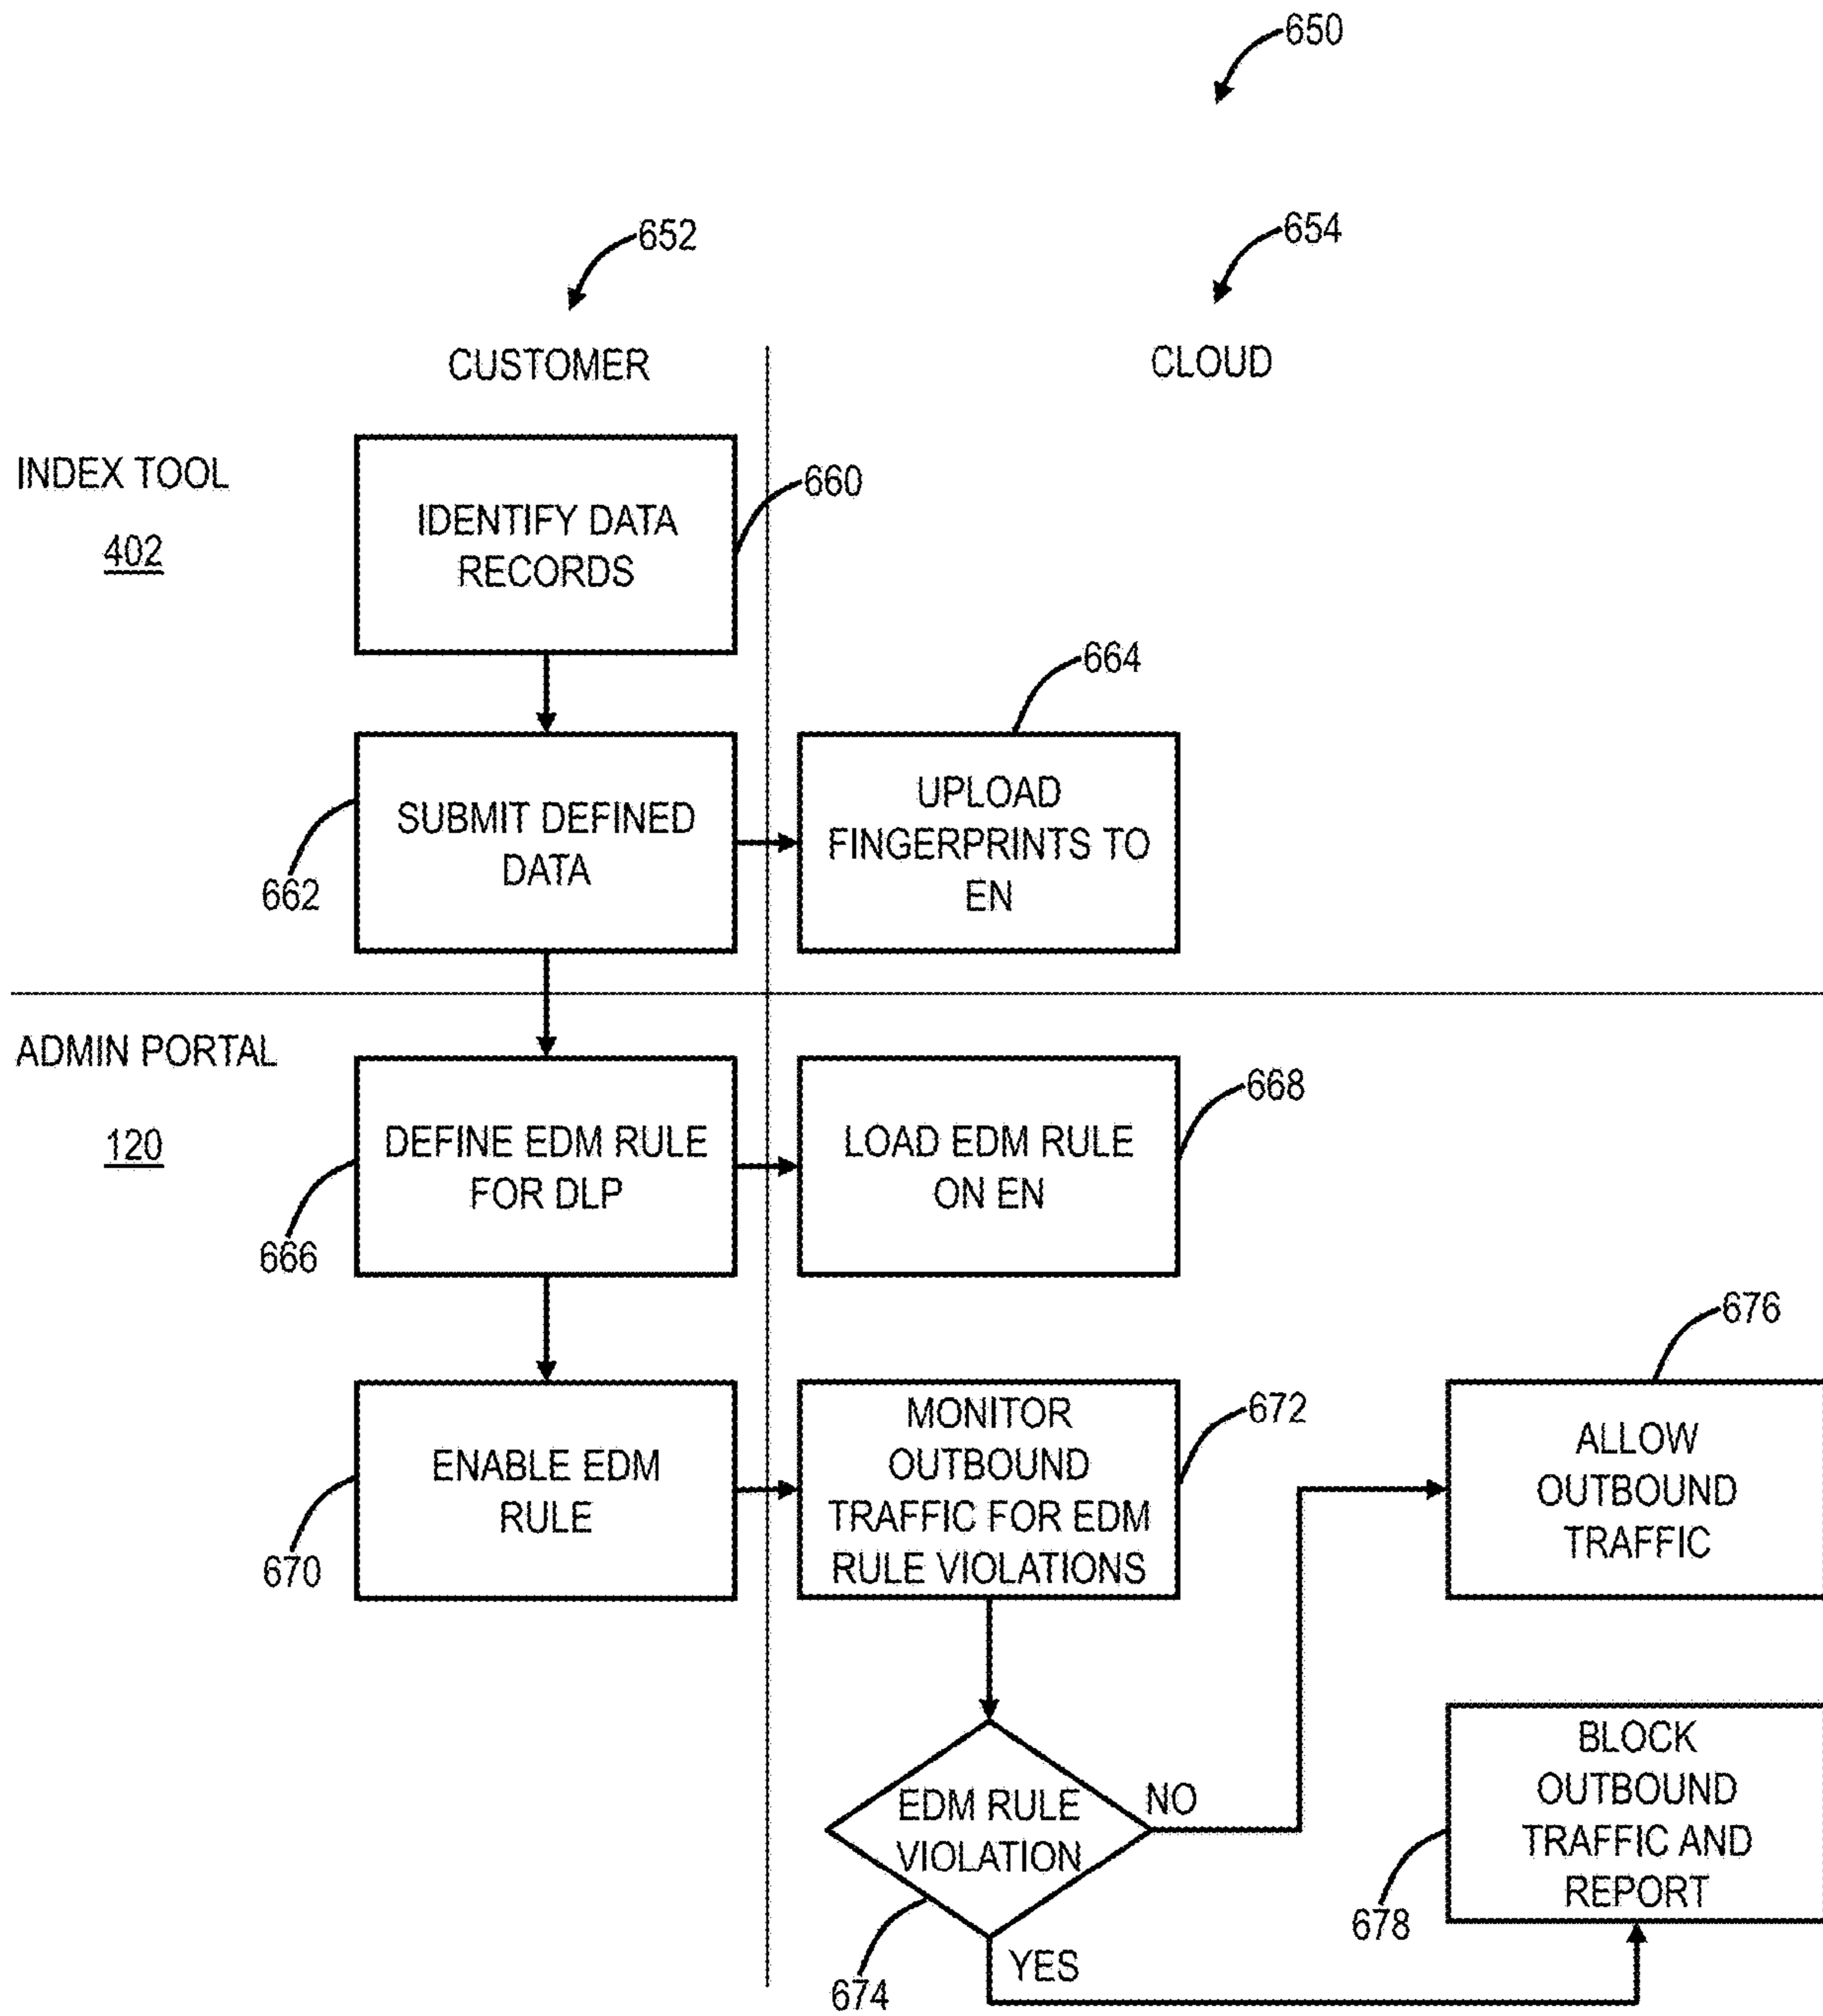 650
652
654
CUSTOMER
CLOUD
INDEX TOOL
402
IDENTIFY DATA
RECORDS
660
SUBMIT DEFINED
DATA
662
664
UPLOAD
FINGERPRINTS TO
EN
ADMIN PORTAL
120
DEFINE EDM RULE
FOR DLP
666
LOAD EDM RULE
ON EN
668
ENABLE EDM
RULE
670
MONITOR
OUTBOUND
TRAFFIC FOR EDM
RULE VIOLATIONS
672
676
ALLOW
OUTBOUND
TRAFFIC
EDM RULE
VIOLATION
NO
YES
674
BLOCK
OUTBOUND
TRAFFIC AND
REPORT
678